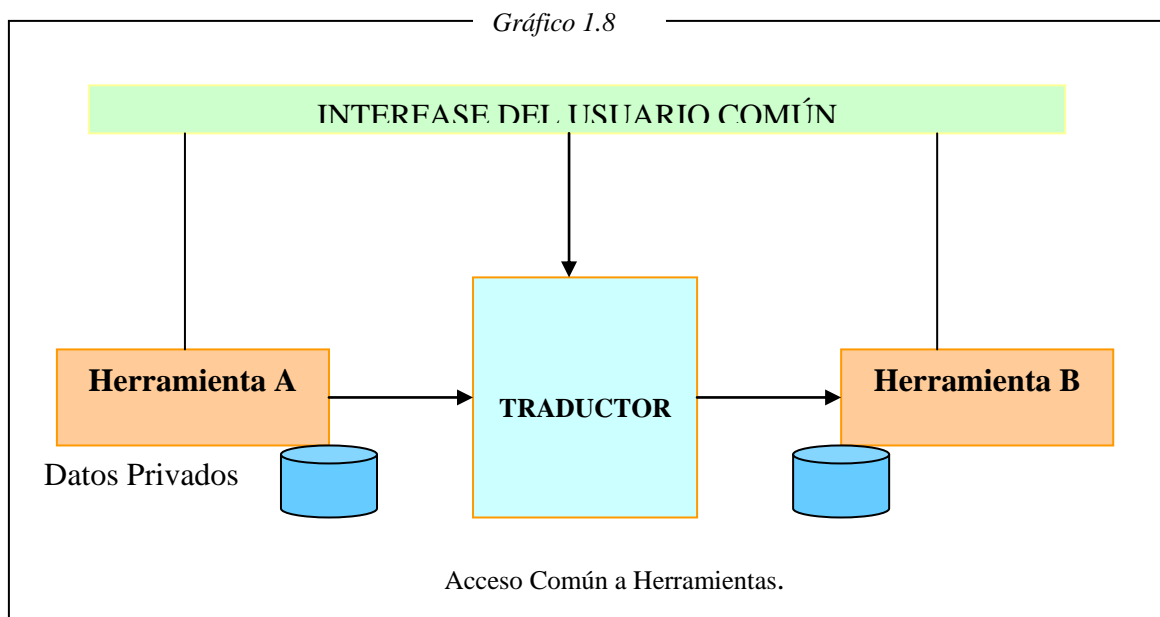 Gráfico 1.8
INTERFASE DEL USUARIO COMÚN
Herramienta A
Herramienta B
TRADUCTOR
Datos Privados
Acceso Común a Herramientas.